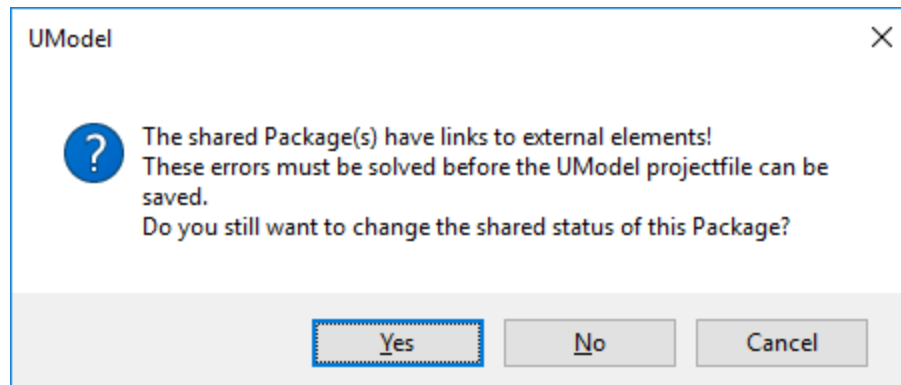 UModel
The shared Package(s) have links to external elements!
These errors must be solved before the UModel projectfile can be
saved.
Do you still want to change the shared status of this Package?
Yes
No
Cancel